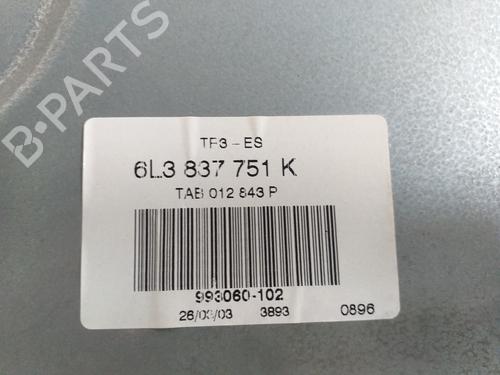 B-PARTS
TF3-ES
6L3 837 751 K
TAB 012 843 P
993060-102
26/03/03 3893 0896